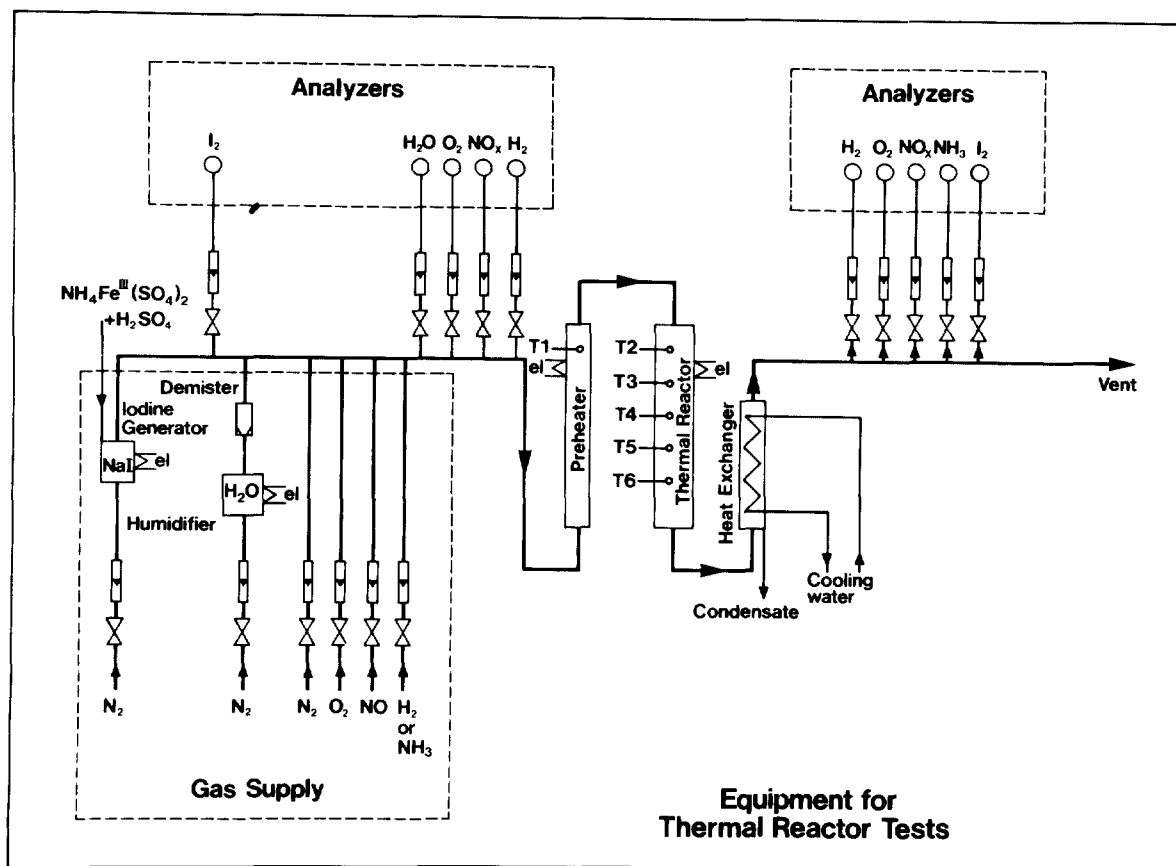 Analyzers
I₂
H₂O O₂ NOₓ H₂
Analyzers
H₂ O₂ NOₓ NH₃ I₂
NH₄Feᴵᴵᴵ(SO₄)₂
+H₂SO₄
Demister
Iodine
Generator
NaI
el
H₂O
el
Humidifier
N₂
N₂
N₂
O₂
NO
H₂
or
NH₃
Gas Supply
T1
el
Preheater
T2
T3
T4
T5
T6
el
Thermal Reactor
Heat Exchanger
Condensate
Cooling
water
Vent
Equipment for
Thermal Reactor Tests